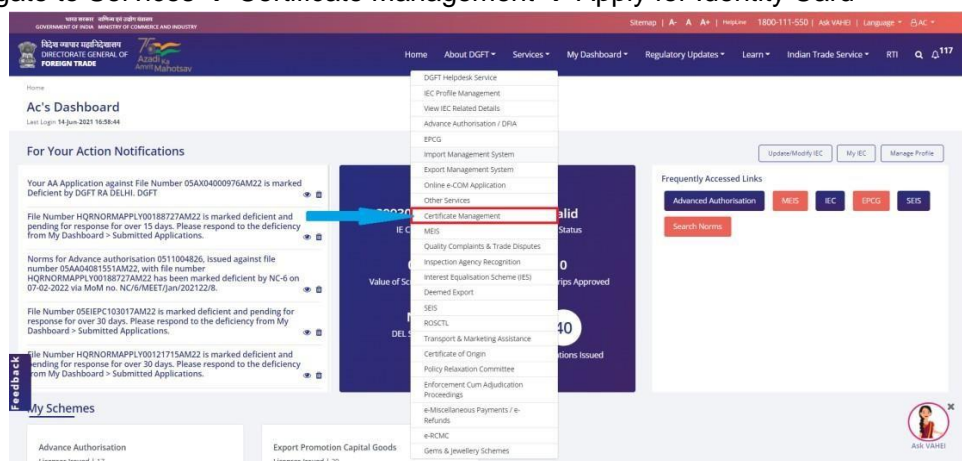 gate to Services → Certificate Management → Apply for Identity Card
भारत सरकार वाणिज्य एवं उद्योग मंत्रालय
GOVERNMENT OF INDIA MINISTRY OF COMMERCE AND INDUSTRY
Sitemap | A- A A+ | HelpLine 1800-111-550 | Ask VAHEI | Language AC
विदेश व्यापार महानिदेशालय
DIRECTORATE GENERAL OF
FOREIGN TRADE
Azadi Ka
Amrit Mahotsav
Home About DGFT Services My Dashboard Regulatory Updates Learn Indian Trade Service RTI 117
Home
Ac's Dashboard
Last Login 14-Jun-2021 16:58:44
For Your Action Notifications
Your AA Application against File Number 05AX04000976AM22 is marked
Deficient by DGFT RA DELHI. DGFT
File Number HQRNORMAPPLY00188727AM22 is marked deficient and
pending for response for over 15 days. Please respond to the deficiency
from My Dashboard > Submitted Applications.
Norms for Advance authorisation 0511004826, issued against file
number 05AA04081551AM22, with file number
HQRNORMAPPLY00188727AM22 has been marked deficient by NC-6 on
07-02-2022 via MoM no. NC/6/MEET/Jan/202122/8.
File Number 05EIEPC103017AM22 is marked deficient and pending for
response for over 30 days. Please respond to the deficiency from My
Dashboard > Submitted Applications.
File Number HQRNORMAPPLY00121715AM22 is marked deficient and
pending for response for over 30 days. Please respond to the deficiency
from My Dashboard > Submitted Applications.
Feedback
My Schemes
Advance Authorisation
Export Promotion Capital Goods
IE C
Value of Sc
DEL S
DGFT Helpdesk Service
IEC Profile Management
View IEC Related Details
Advance Authorisation / DFIA
EPCG
Import Management System
Export Management System
Online e-COM Application
Other Services
Certificate Management
MEIS
Quality Complaints & Trade Disputes
Inspection Agency Recognition
Interest Equalisation Scheme (IES)
Deemed Export
SEIS
ROSCTL
Transport & Marketing Assistance
Certificate of Origin
Policy Relaxation Committee
Enforcement Cum Adjudication
Proceedings
e-Miscellaneous Payments / e-
Refunds
e-RCMC
Gems & Jewellery Schemes
alid
Status
0
rips Approved
40
tions Issued
Update/Modify IEC My IEC Manage Profile
Frequently Accessed Links
Advanced Authorisation MEIS IEC EPCG SEIS
Search Norms
Ask VAHEI